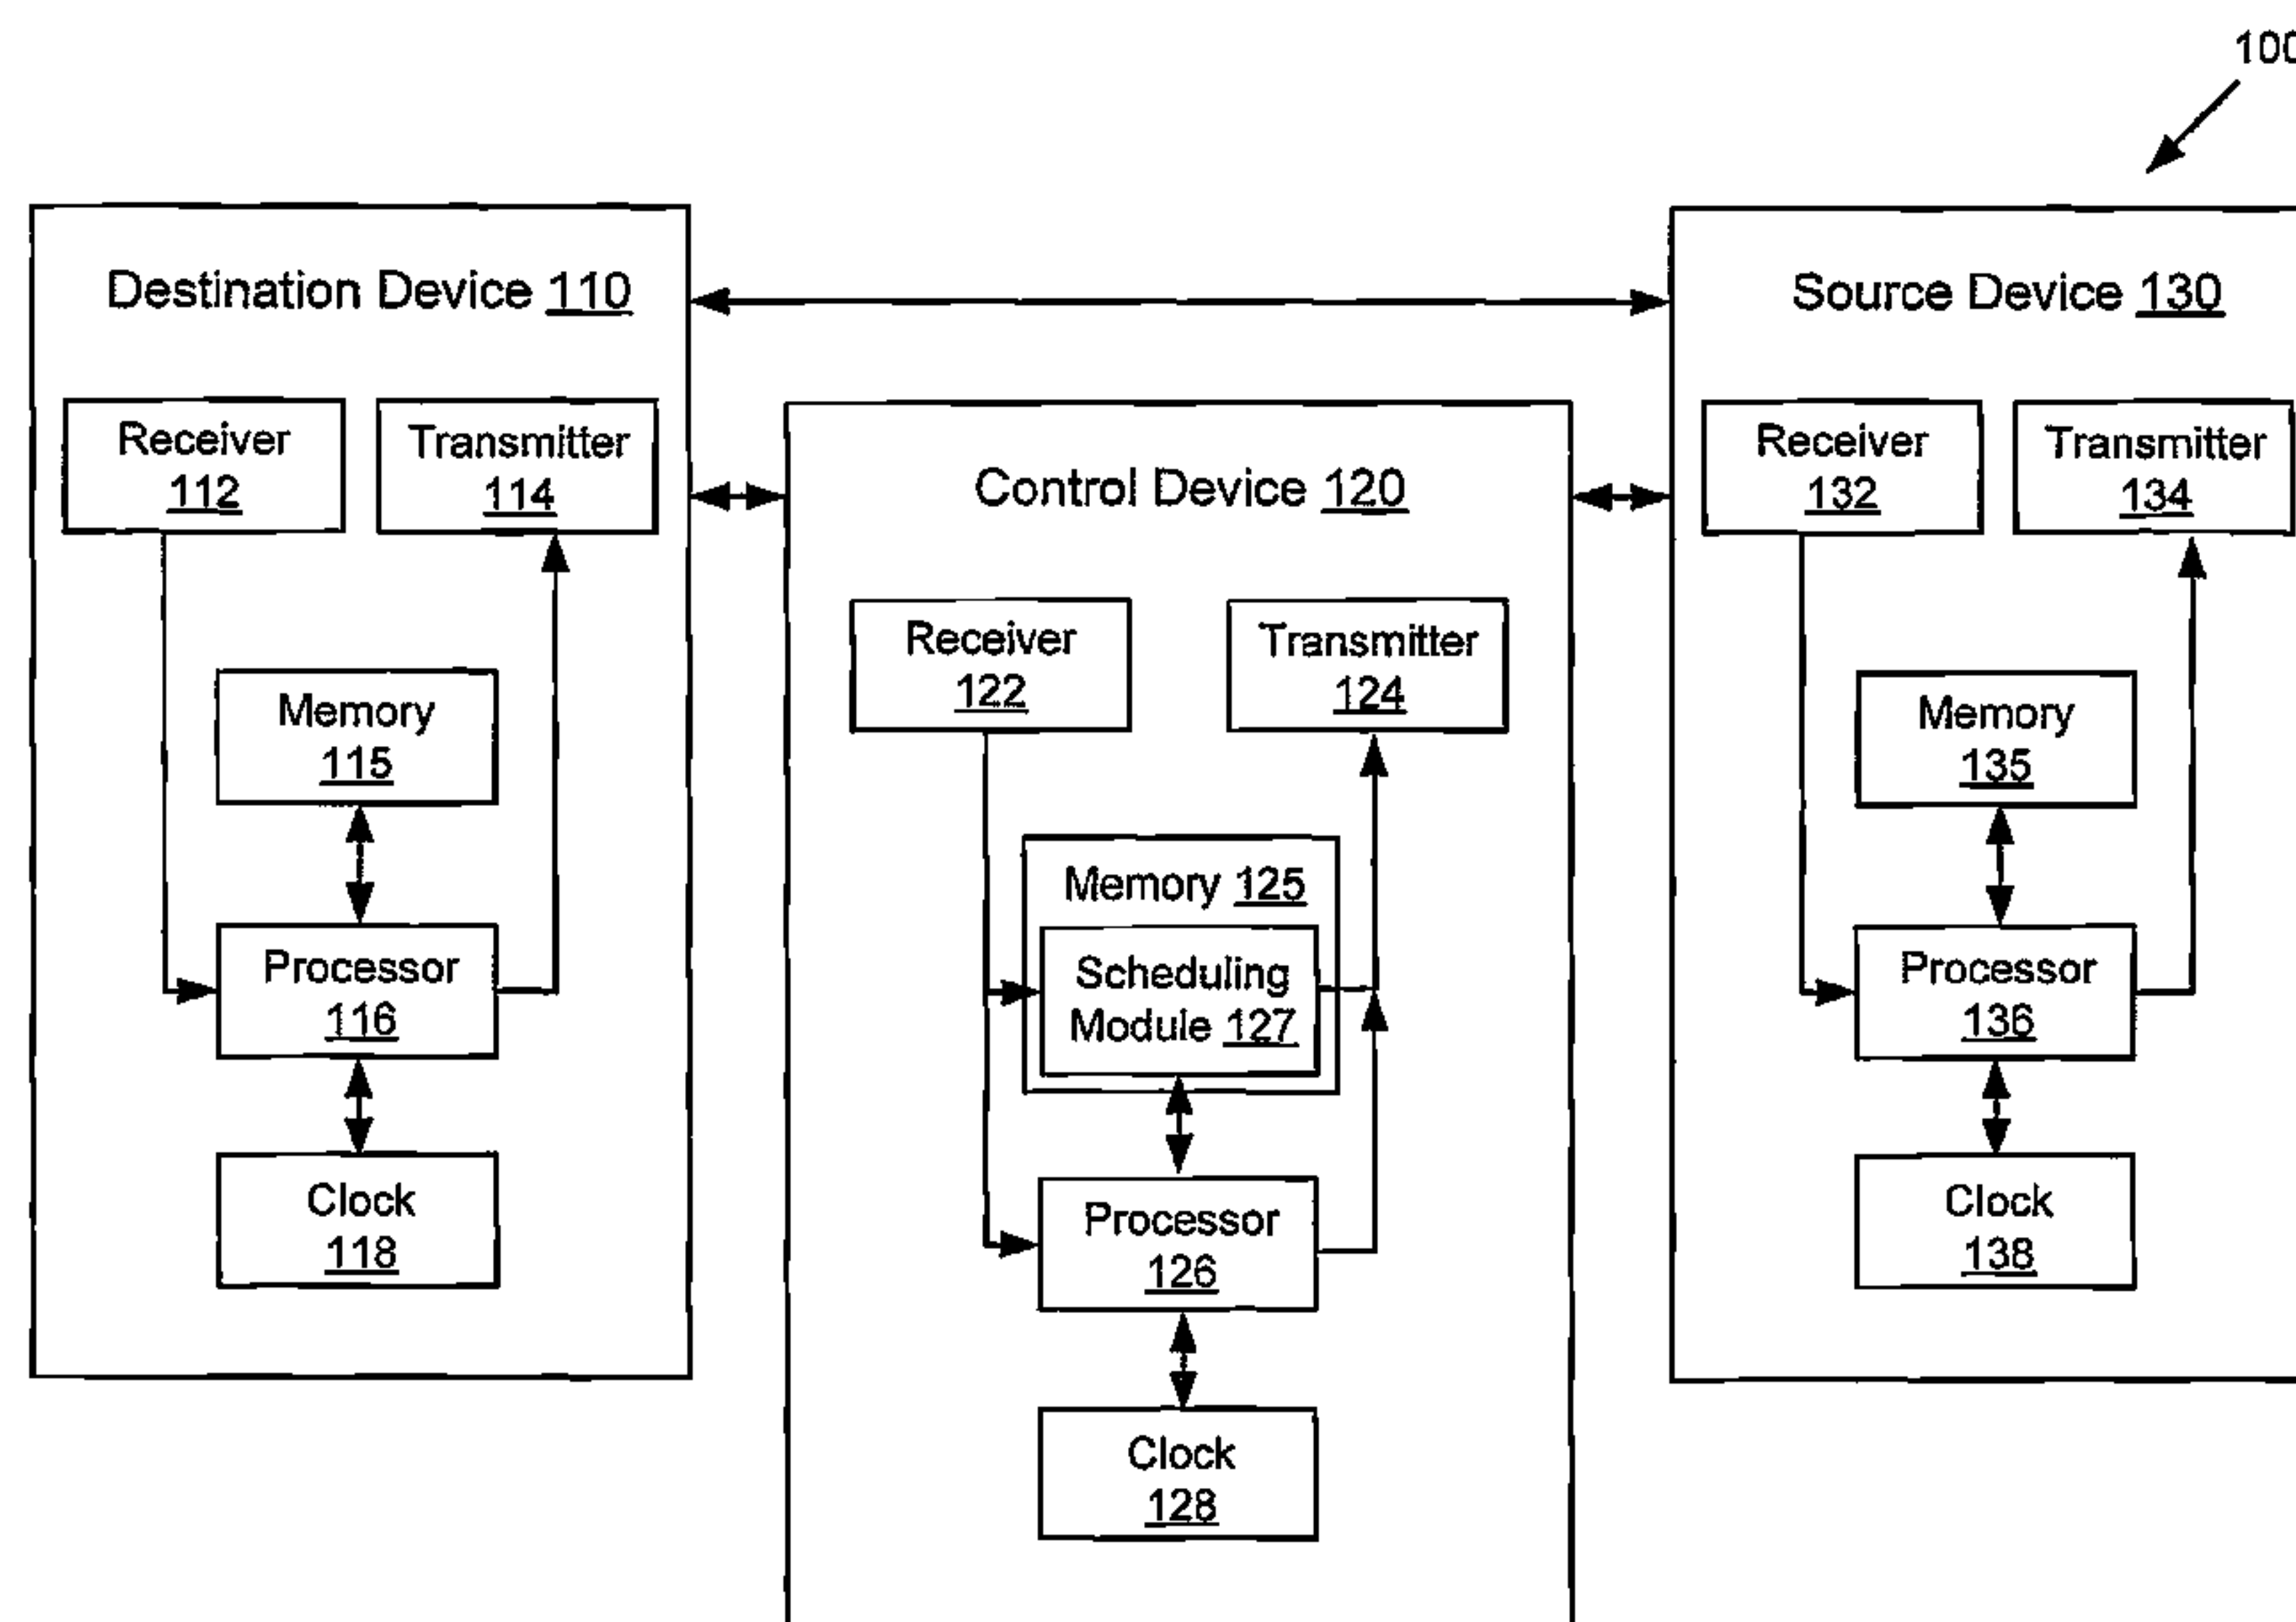 100
Destination Device 110
Receiver
112
Transmitter
114
Memory
115
Processor
116
Clock
118
Control Device 120
Receiver
122
Transmitter
124
Memory 125
Scheduling
Module 127
Processor
126
Clock
128
Source Device 130
Receiver
132
Transmitter
134
Memory
135
Processor
136
Clock
138